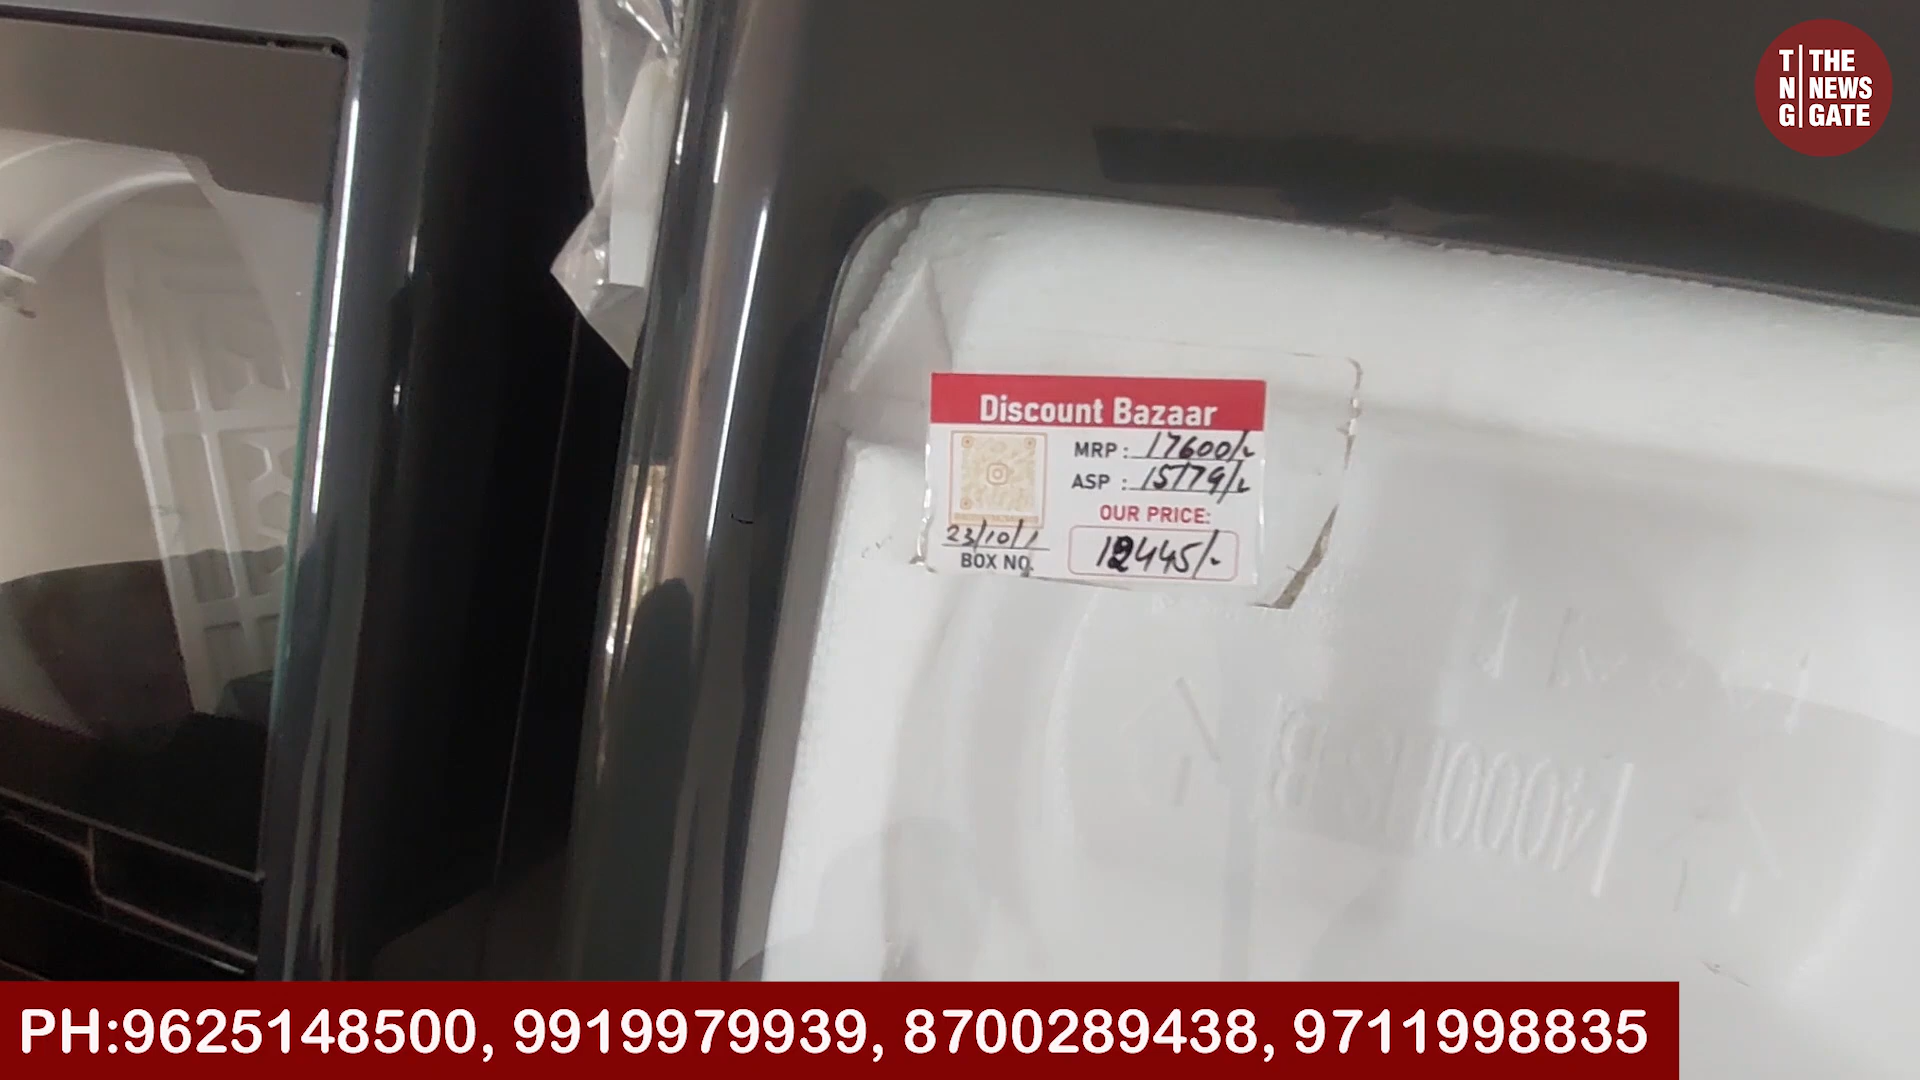 T THE
N NEWS
G GATE
Discount Bazaar
MRP : 17600/-
ASP : 15179/-
OUR PRICE:
12445/-
23/10/1
BOX NO.
PH:9625148500, 9919979939, 8700289438, 9711998835